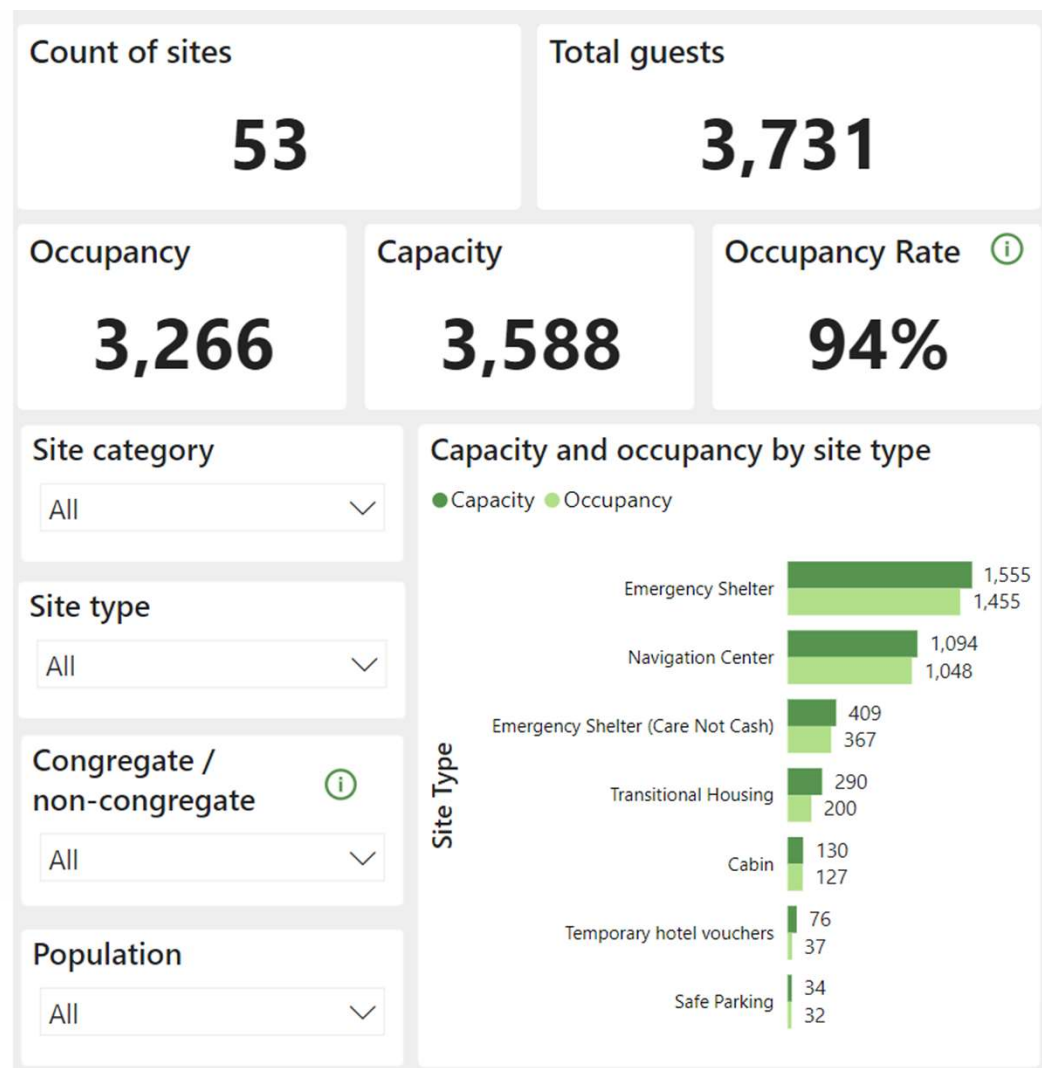 Count of sites
53
Total guests
3,731
Occupancy
3,266
Capacity
3,588
Occupancy Rate
94%
Site category
All
Site type
All
Congregate /
non-congregate
All
Population
All
Capacity and occupancy by site type
Capacity Occupancy
Site Type
Emergency Shelter 1,555
1,455
Navigation Center 1,094
1,048
Emergency Shelter (Care Not Cash) 409
367
Transitional Housing 290
200
Cabin 130
127
Temporary hotel vouchers 76
37
Safe Parking 34
32